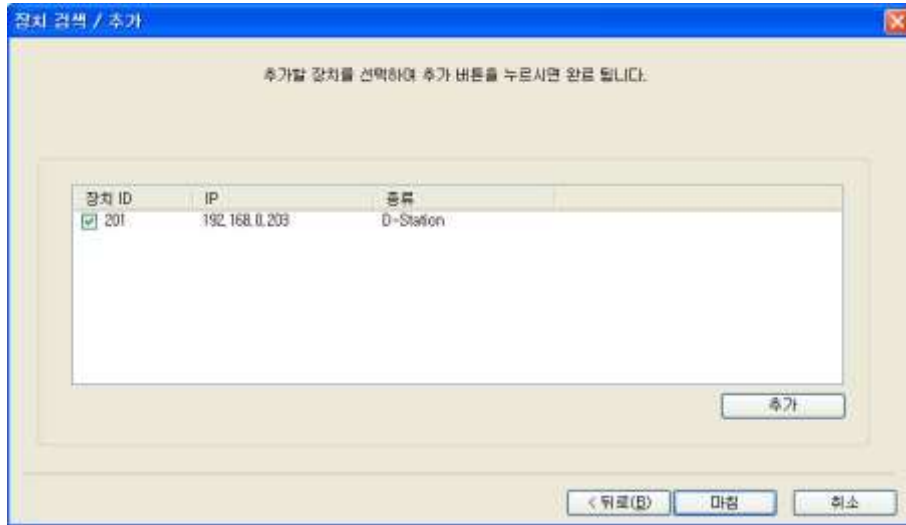 장치 검색 / 추가
추가할 장치를 선택하여 추가 버튼을 누르시면 완료 됩니다.
장치 ID IP 종류
201 192.168.0.203 D-Station
추가
< 뒤로(B) 마침 취소